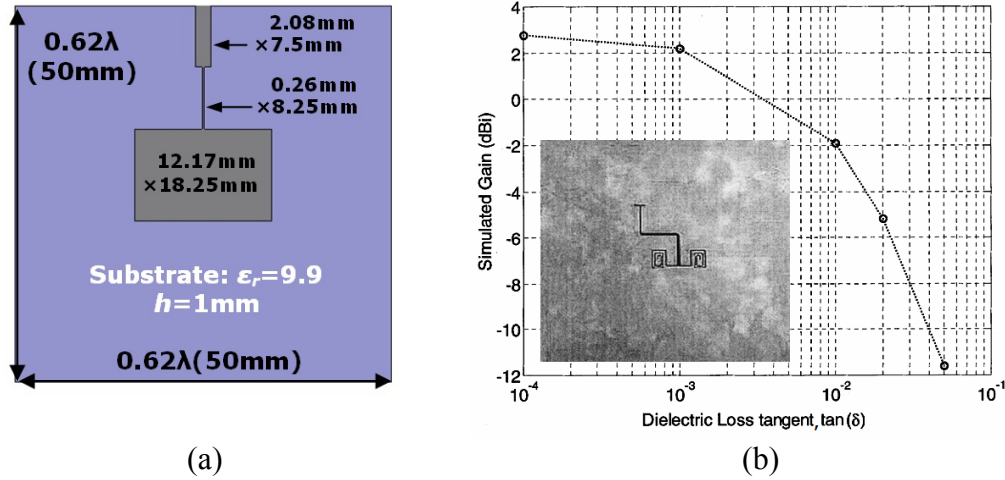 0.62λ
(50mm)
2.08mm
×7.5mm
0.26mm
×8.25mm
12.17mm
×18.25mm
Substrate: εr=9.9
h=1mm
0.62λ(50mm)
(a)
4
2
0
-2
-4
-6
-8
-10
-12
Simulated Gain (dBi)
10⁻⁴
10⁻³
10⁻²
10⁻¹
Dielectric Loss tangent, tan(δ)
(b)